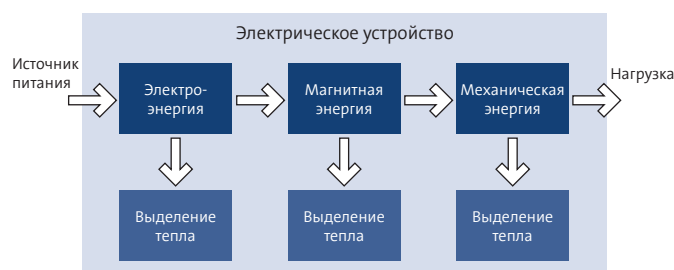 Электрическое устройство
Источник
питания
Электро-
энергия
Магнитная
энергия
Механическая
энергия
Нагрузка
Выделение
тепла
Выделение
тепла
Выделение
тепла